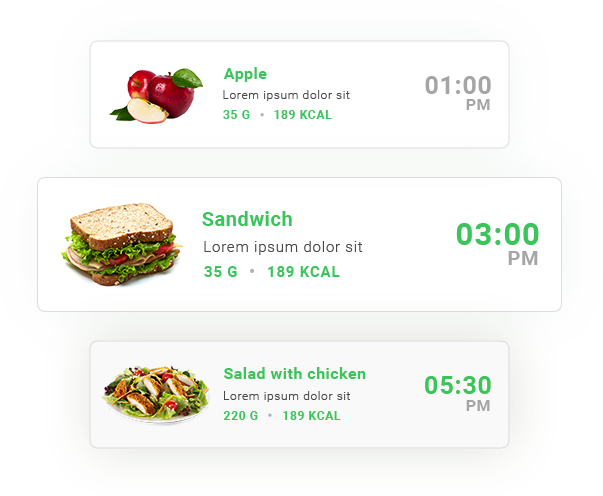 Apple
Lorem ipsum dolor sit
35 G • 189 KCAL
01:00
PM
Sandwich
Lorem ipsum dolor sit
35 G • 189 KCAL
03:00
PM
Salad with chicken
Lorem ipsum dolor sit
220 G • 189 KCAL
05:30
PM